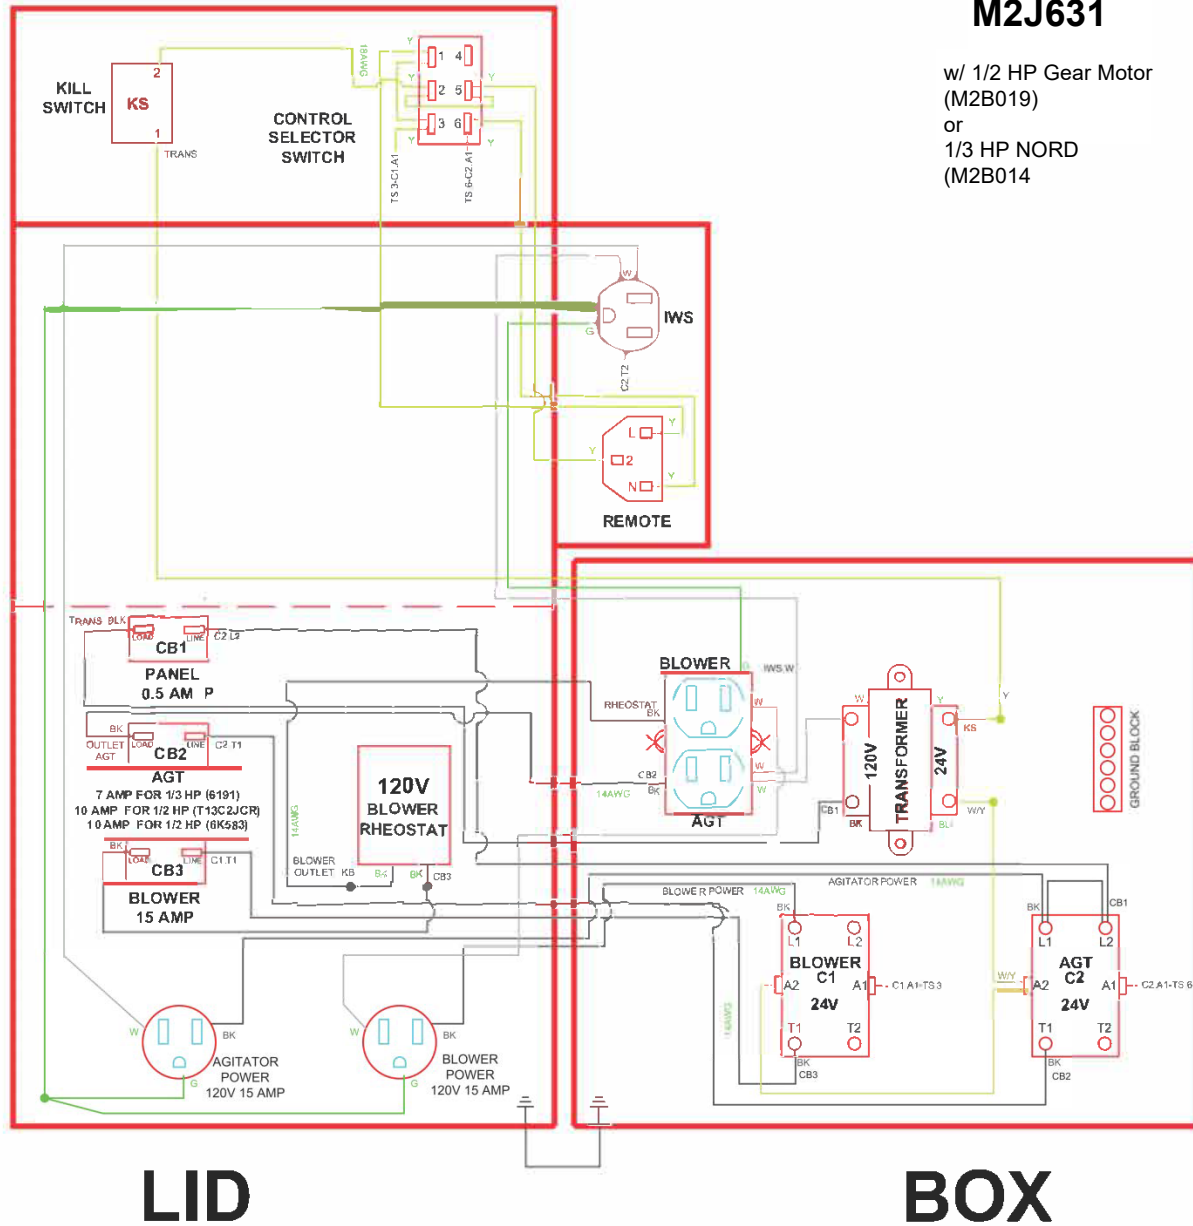 M2J631
w/ 1/2 HP Gear Motor
(M2B019)
or
1/3 HP NORD
(M2B014
KILL
SWITCH
KS
2
1
TRANS
18AWG
CONTROL
SELECTOR
SWITCH
Y
1 4
Y Y
2 5
3 6
Y Y
TS 3-C1.A1
TS 6-C2.A1
W
IWS
G
C2.T2
L
Y
Y
2
Y
N
REMOTE
TRANS BLK
LOAD
LINE
C2 L2
CB1
PANEL
0.5 AM P
BK
OUTLET
AGT
LOAD
LINE
C2 T1
CB2
AGT
7 AMP FOR 1/3 HP (6191)
10 AMP FOR 1/2 HP (T13C2JCR)
10 AMP FOR 1/2 HP (6K583)
BK
LOAD
LINE
C1.T1
CB3
BLOWER
15 AMP
14AWG
120V
BLOWER
RHEOSTAT
BLOWER
OUTLET KB
BK
BK
CB3
BLOWER
G
IWS.W
RHEOSTAT
BK
W
W
W
CB2
BK
14AWG
AGT
W
120V
TRANSFORMER
24V
Y
Y
KS
CB1
BK
W/Y
BLI
GROUND BLOCK
BLOWER POWER 14AWG
AGITATOR POWER 14AWG
BK
L1
L2
BLOWER
C1
A2
A1
C1 A1-TS 3
24V
T1
T2
BK
CB3
14AWG
BK
CB1
L1
L2
AGT
C2
W/Y
A2
A1
C2 A1-TS 6
24V
T1
T2
BK
CB2
W
BK
G
AGITATOR
POWER
120V 15 AMP
W
BK
G
BLOWER
POWER
120V 15 AMP
LID
BOX